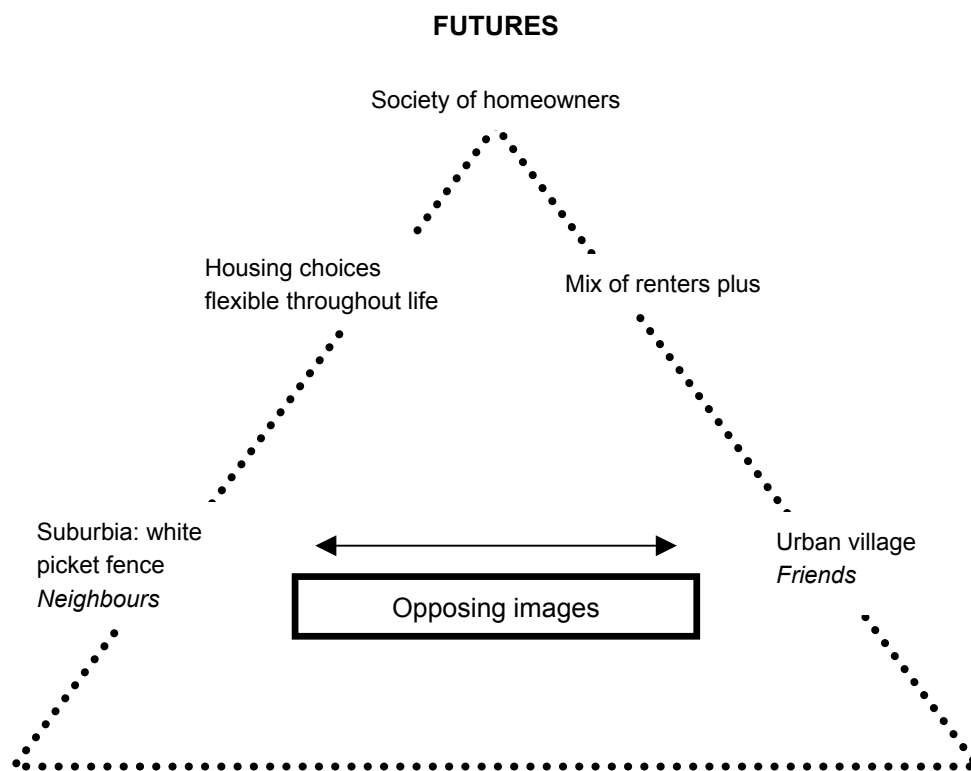 FUTURES
Society of homeowners
Housing choices
flexible throughout life
Mix of renters plus
Suburbia: white
picket fence
Neighbours
Urban village
Friends
Opposing images